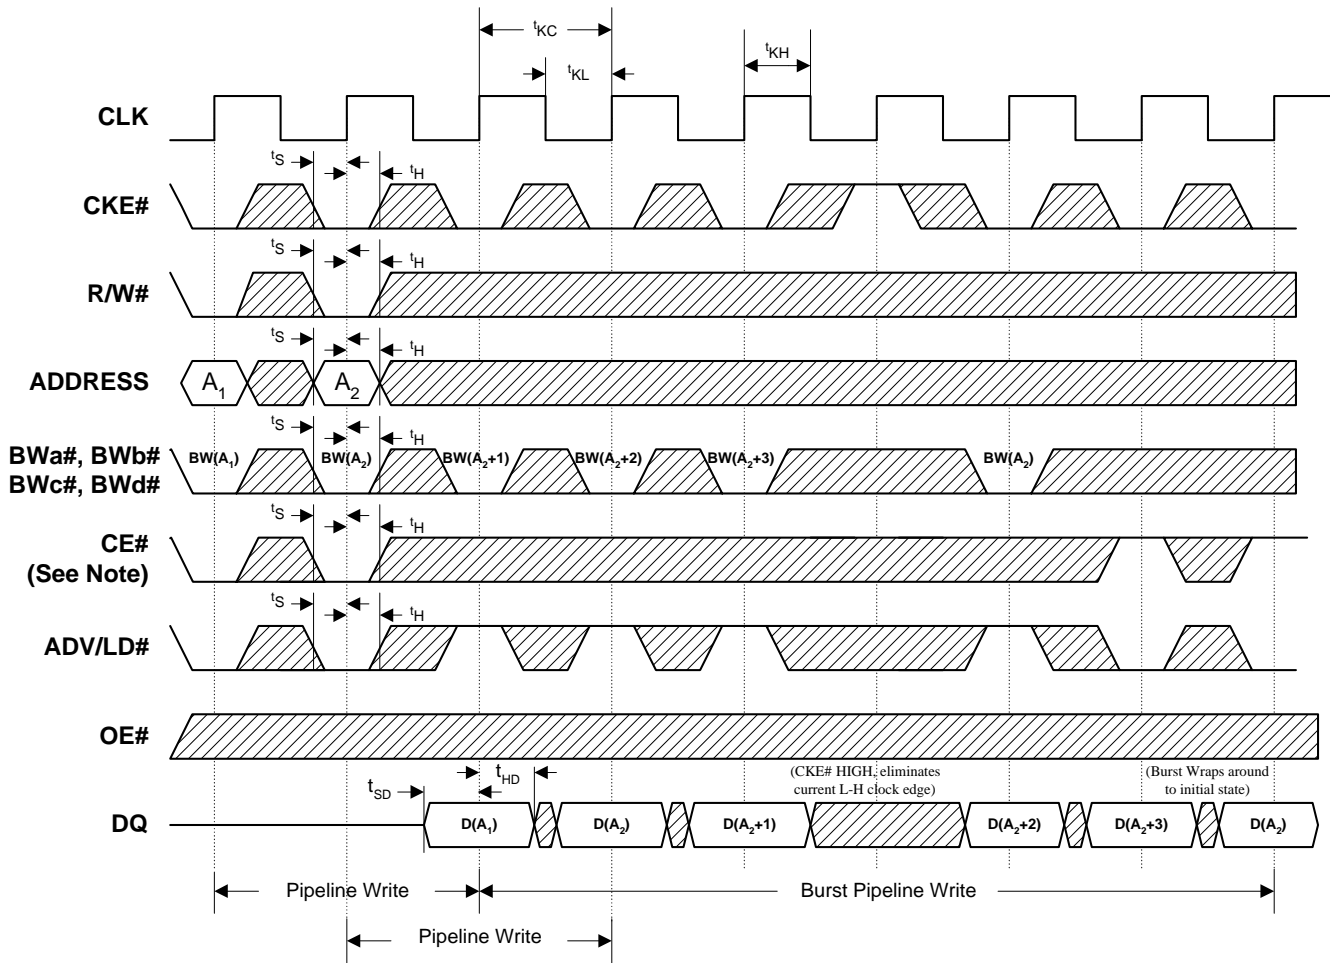 tKC
tKH
tKL
CLK
tS
tH
CKE#
tS
tH
R/W#
tS
tH
ADDRESS
A1
A2
tS
tH
BWa#, BWb#
BWc#, BWd#
BW(A1)
BW(A2)
BW(A2+1)
BW(A2+2)
BW(A2+3)
BW(A2)
tS
tH
CE#
(See Note)
tS
tH
ADV/LD#
OE#
tSD
tHD
(CKE# HIGH, eliminates
current L-H clock edge)
(Burst Wraps around
to initial state)
DQ
D(A1)
D(A2)
D(A2+1)
D(A2+2)
D(A2+3)
D(A2)
Pipeline Write
Burst Pipeline Write
Pipeline Write